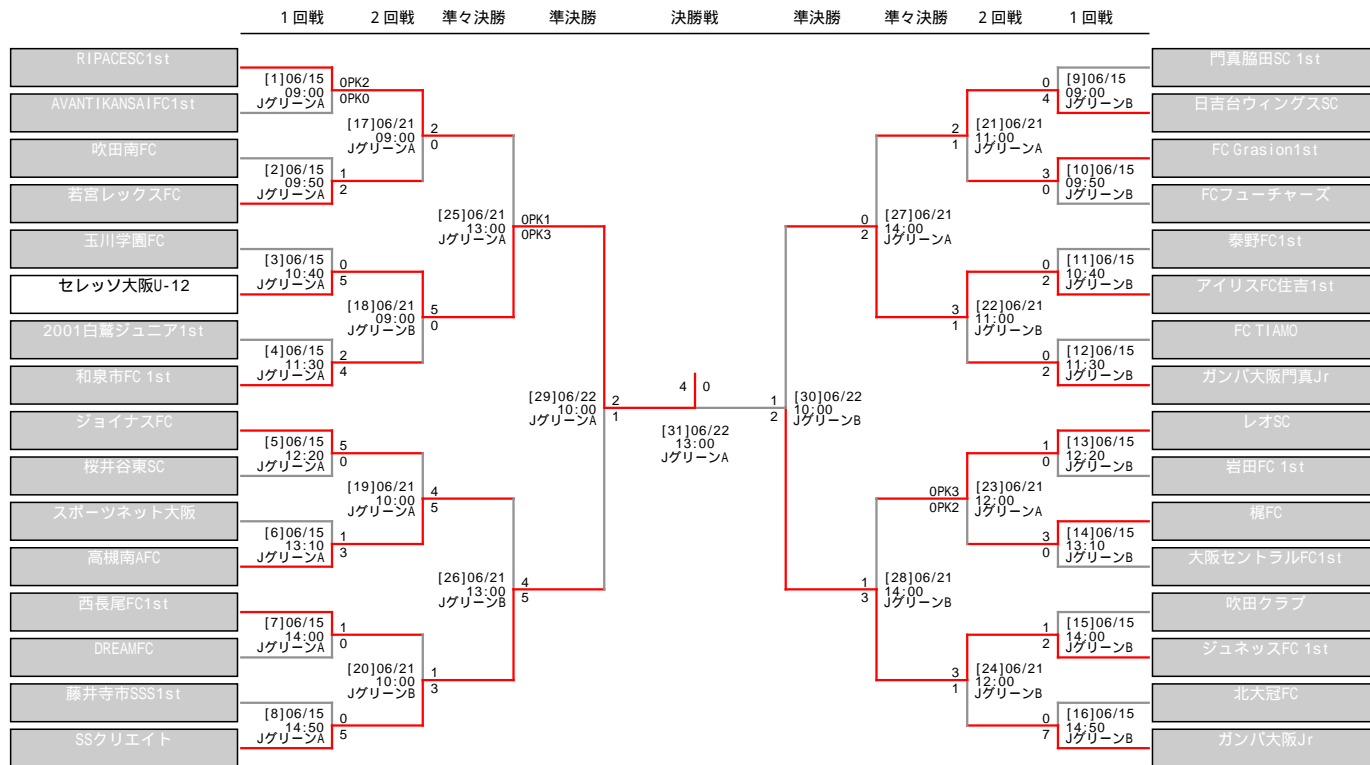 1回戦 2回戦 準々決勝 準決勝 決勝戦 準決勝 準々決勝 2回戦 1回戦
RIPACESC1st
AVANTIKANSAIFC1st
吹田南FC
若宮レックスFC
玉川学園FC
セレッソ大阪U-12
2001白鷲ジュニア1st
和泉市FC 1st
ジョイナスFC
桜井谷東SC
スポーツネット大阪
高槻南AFC
西長尾FC1st
DREAMFC
藤井寺市SSS1st
SSクリエイト
[1]06/15
09:00
JグリーンA
0PK2
0PK0
[2]06/15
09:50
JグリーンA
1
2
[3]06/15
10:40
JグリーンA
0
5
[4]06/15
11:30
JグリーンA
2
4
[5]06/15
12:20
JグリーンA
5
0
[6]06/15
13:10
JグリーンA
1
3
[7]06/15
14:00
JグリーンA
1
0
[8]06/15
14:50
JグリーンA
0
5
[17]06/21
09:00
JグリーンA
2
0
[18]06/21
09:00
JグリーンB
5
0
[19]06/21
10:00
JグリーンA
4
5
[20]06/21
10:00
JグリーンB
1
3
[25]06/21
13:00
JグリーンA
0PK1
0PK3
[26]06/21
13:00
JグリーンB
4
5
[29]06/22
10:00
JグリーンA
2
1
4 0
[31]06/22
13:00
JグリーンA
1
2
[30]06/22
10:00
JグリーンB
0
2
[27]06/21
14:00
JグリーンA
1
3
[28]06/21
14:00
JグリーンB
2
1
[21]06/21
11:00
JグリーンA
3
1
[22]06/21
11:00
JグリーンB
0PK3
0PK2
[23]06/21
12:00
JグリーンA
3
1
[24]06/21
12:00
JグリーンB
0
4
[9]06/15
09:00
JグリーンB
3
0
[10]06/15
09:50
JグリーンB
0
2
[11]06/15
10:40
JグリーンB
0
2
[12]06/15
11:30
JグリーンB
1
0
[13]06/15
12:20
JグリーンB
3
0
[14]06/15
13:10
JグリーンB
1
2
[15]06/15
14:00
JグリーンB
0
7
[16]06/15
14:50
JグリーンB
門真脇田SC 1st
日吉台ウィングスSC
FC Grasion1st
FCフューチャーズ
泰野FC1st
アイリスFC住吉1st
FC TIAMO
ガンバ大阪門真Jr
レオSC
岩田FC 1st
梶FC
大阪セントラルFC1st
吹田クラブ
ジュネッスFC 1st
北大冠FC
ガンバ大阪Jr